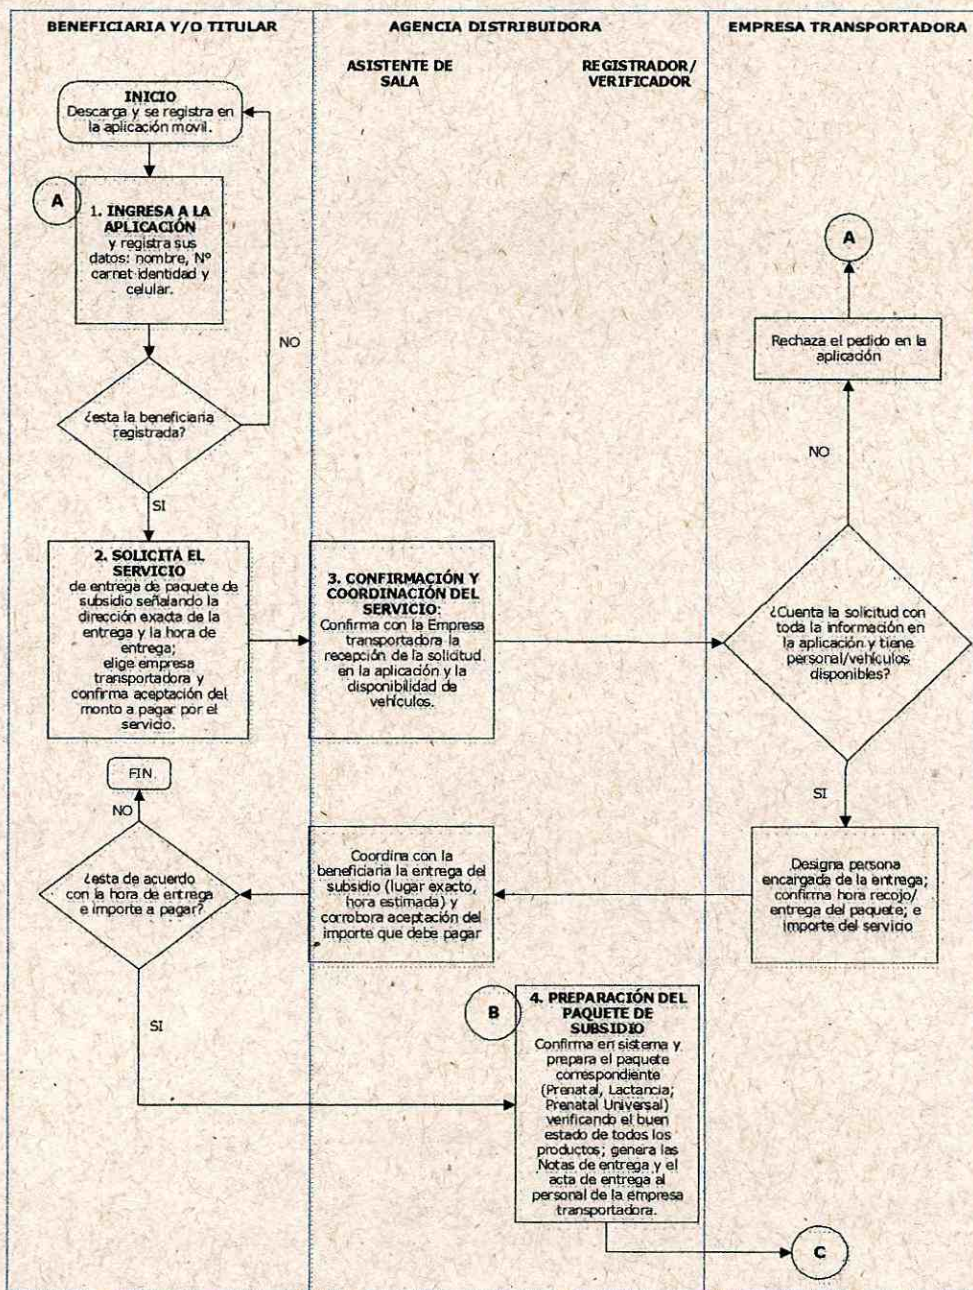 BENEFICIARIA Y/O TITULAR
AGENCIA DISTRIBUIDORA
EMPRESA TRANSPORTADORA
ASISTENTE DE
SALA
REGISTRADOR/
VERIFICADOR
INICIO
Descarga y se registra en
la aplicación movil.
A
1. INGRESA A LA
APLICACIÓN
y registra sus
datos: nombre, Nº
carnet identidad y
celular.
A
NO
Rechaza el pedido en la
aplicación
¿esta la beneficiaria
registrada?
NO
SI
2. SOLICITA EL
SERVICIO
de entrega de paquete de
subsidio señalando la
dirección exacta de la
entrega y la hora de
entrega;
elige empresa
transportadora y
confirma aceptación del
monto a pagar por el
servicio.
3. CONFIRMACIÓN Y
COORDINACIÓN DEL
SERVICIO:
Confirma con la Empresa
transportadora la
recepción de la solicitud
en la aplicación y la
disponibilidad de
vehículos.
¿Cuenta la solicitud con
toda la información en
la aplicación y tiene
personal/vehículos
disponibles?
FIN.
NO
SI
¿esta de acuerdo
con la hora de entrega
e importe a pagar?
Coordina con la
beneficiaria la entrega del
subsidio (lugar exacto,
hora estimada) y
corrobora aceptación del
importe que debe pagar
Designa persona
encargada de la entrega;
confirma hora recojo/
entrega del paquete; e
importe del servicio
SI
B
4. PREPARACIÓN DEL
PAQUETE DE
SUBSIDIO
Confirma en sistema y
prepara el paquete
correspondiente
(Prenatal, Lactancia;
Prenatal Universal)
verificando el buen
estado de todos los
productos; genera las
Notas de entrega y el
acta de entrega al
personal de la empresa
transportadora.
C